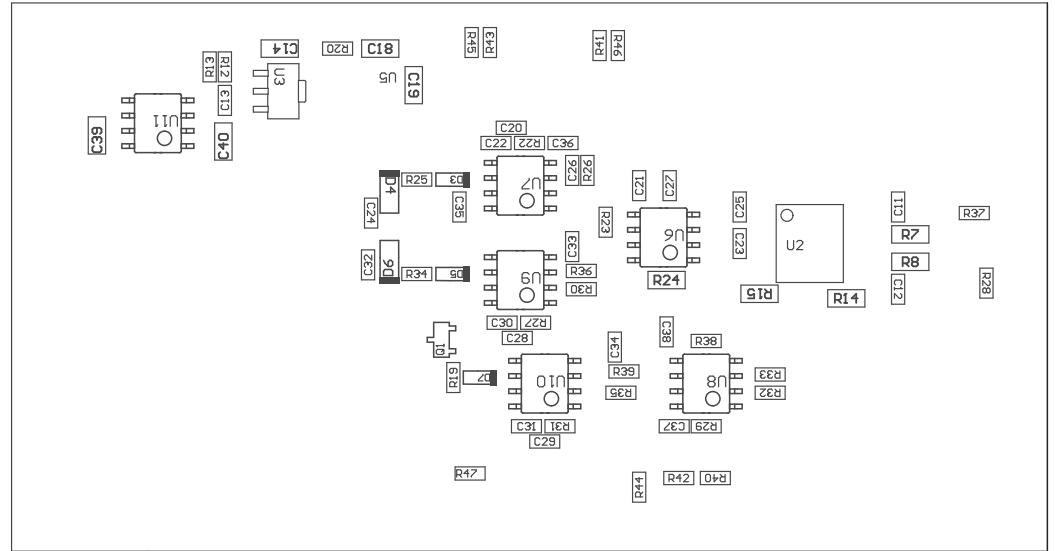 C14
R20
C18
R45
R43
R41
R46
R13
R12
U3
U5
C19
C13
C39
U11
C40
C20
C22
R22
C36
C26
R26
D4
R25
D3
U7
C21
C27
C24
C35
R23
C25
C11
R37
U6
C23
U2
R7
C32
D6
R34
D5
U9
C33
R36
R30
R24
R8
R15
R14
C12
R28
C30
R27
C28
Q1
C34
C38
R38
R19
D7
U10
R39
R35
U8
R33
R32
C31
R31
C29
C37
R29
R47
R44
R42
R40